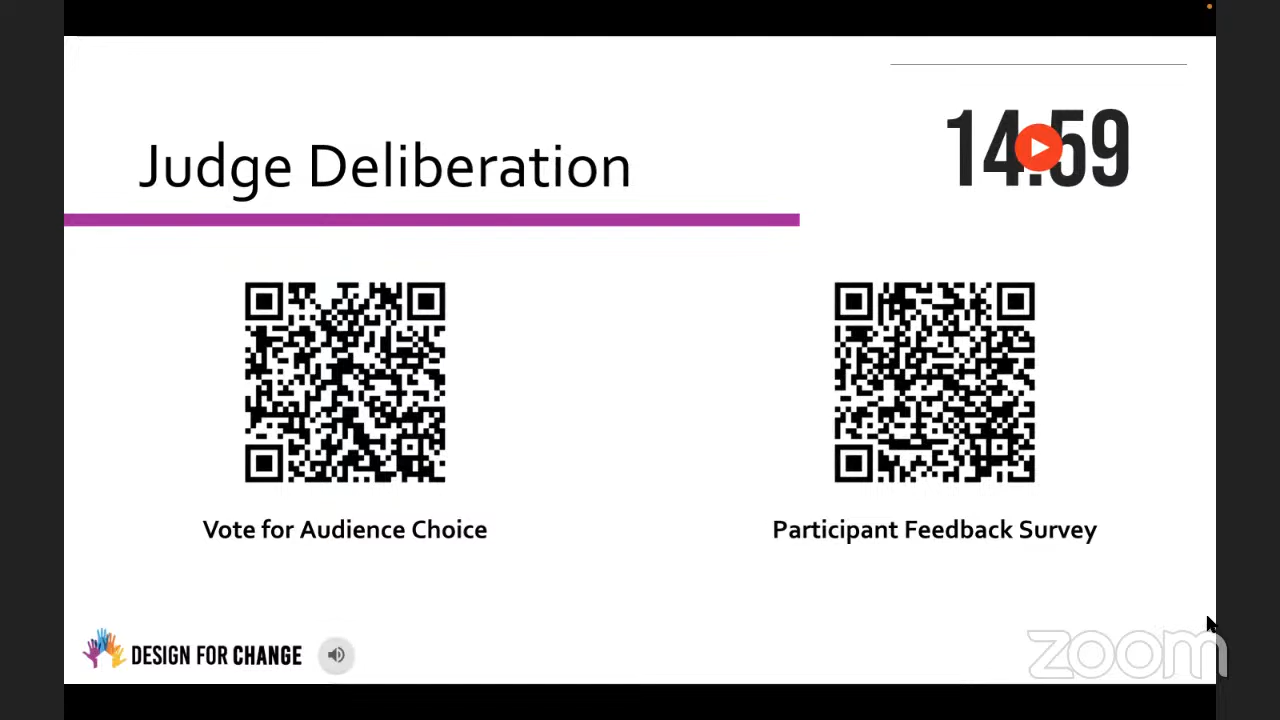 14:59
Judge Deliberation
Vote for Audience Choice
Participant Feedback Survey
DESIGN FOR CHANGE
zoom